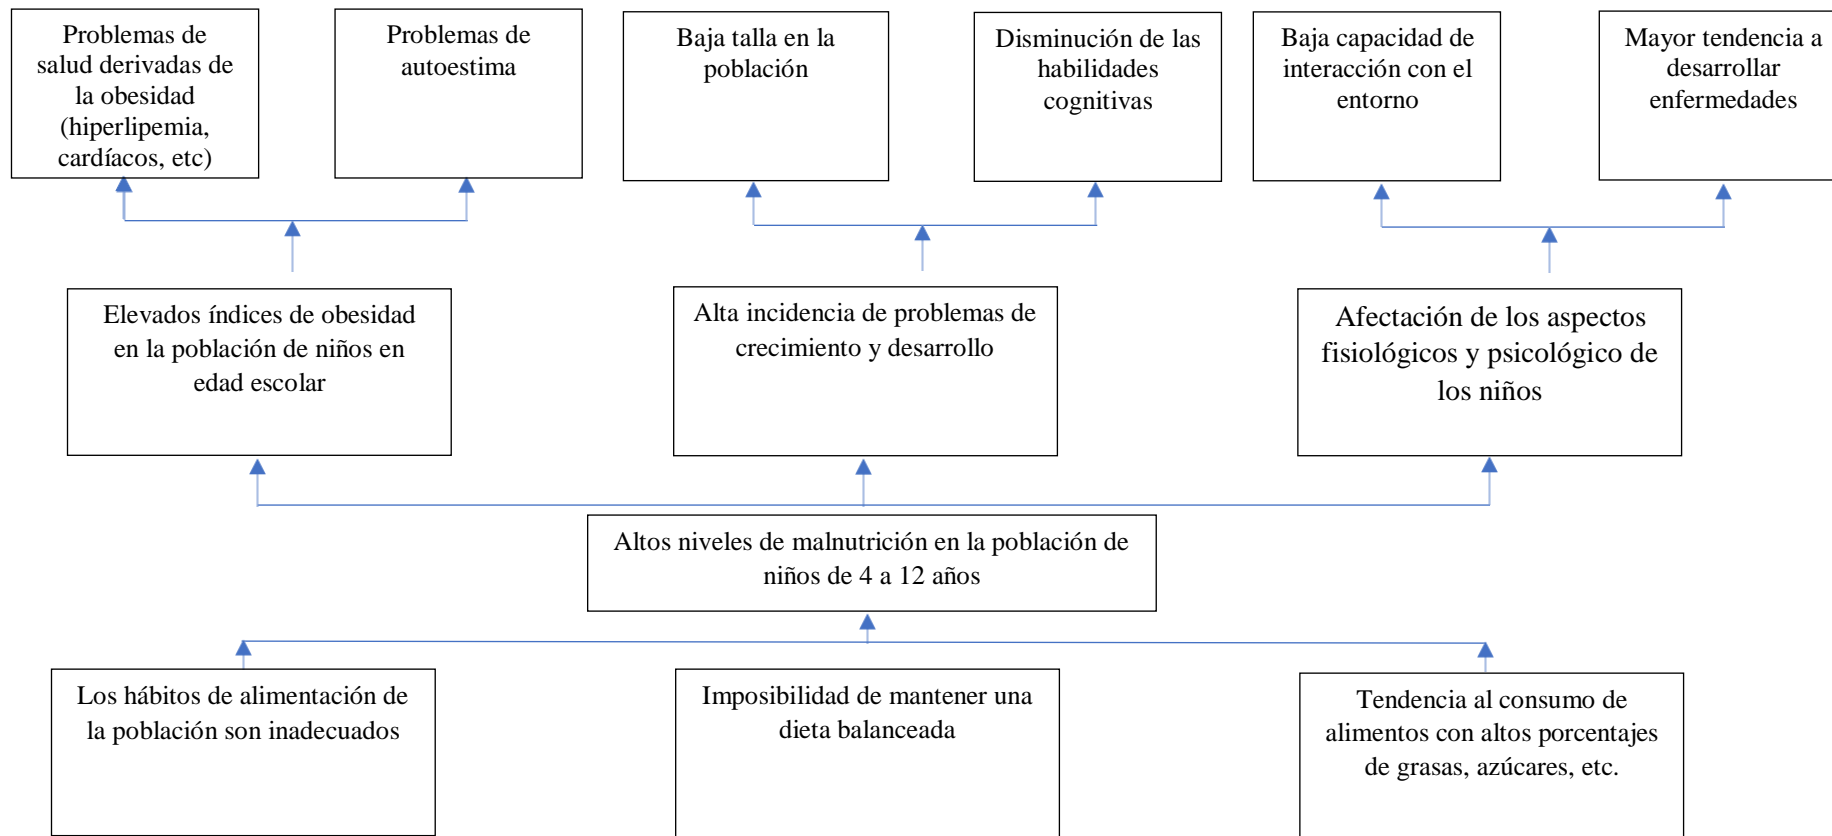 Problemas de
salud derivadas de
la obesidad
(hiperlipemia,
cardíacos, etc)
Problemas de
autoestima
Baja talla en la
población
Disminución de las
habilidades
cognitivas
Baja capacidad de
interacción con el
entorno
Mayor tendencia a
desarrollar
enfermedades
Elevados índices de obesidad
en la población de niños en
edad escolar
Alta incidencia de problemas de
crecimiento y desarrollo
Afectación de los aspectos
fisiológicos y psicológico de
los niños
Altos niveles de malnutrición en la población de
niños de 4 a 12 años
Los hábitos de alimentación de
la población son inadecuados
Imposibilidad de mantener una
dieta balanceada
Tendencia al consumo de
alimentos con altos porcentajes
de grasas, azúcares, etc.